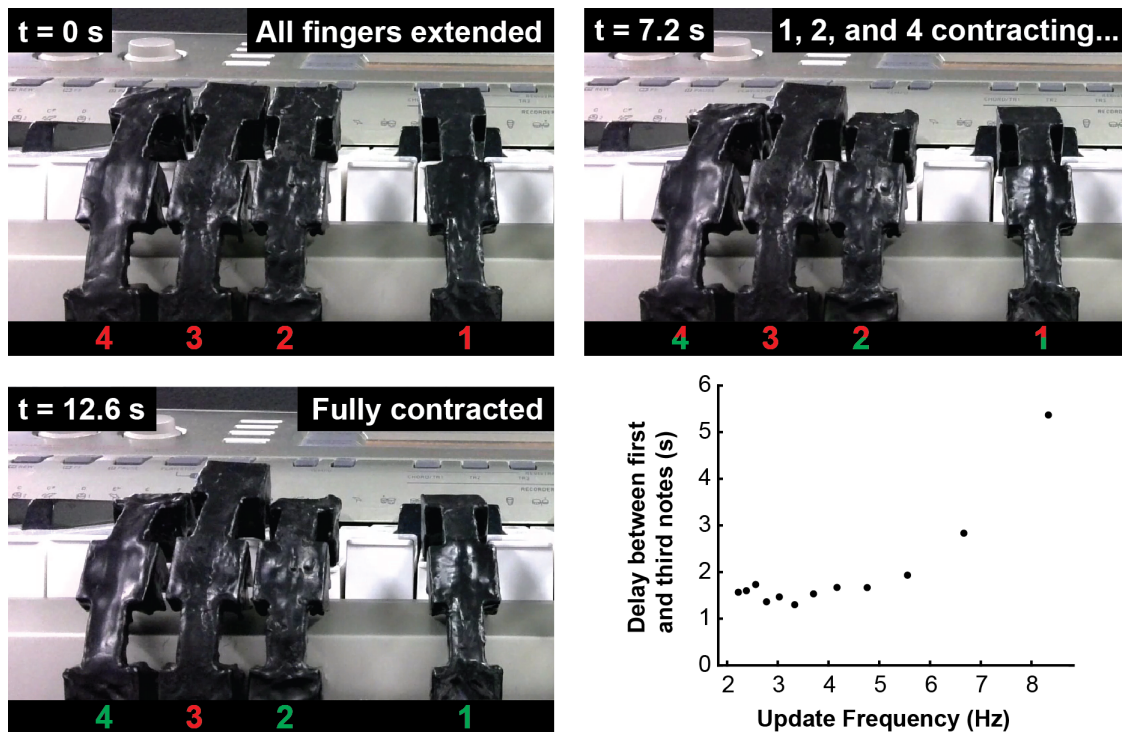 t = 0 s
All fingers extended
4 3 2 1
t = 7.2 s
1, 2, and 4 contracting...
4 3 2 1
t = 12.6 s
Fully contracted
4 3 2 1
Delay between first
and third notes (s)
6
5
4
3
2
1
0
2 3 4 5 6 7 8
Update Frequency (Hz)